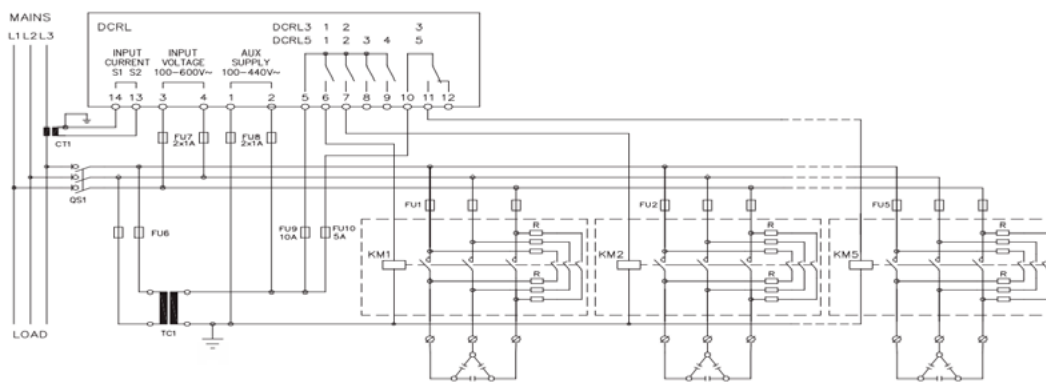 MAINS
L1 L2 L3
DCRL
DCRL3 1 2 3
DCRL5 1 2 3 4 5
INPUT CURRENT
S1 S2
INPUT VOLTAGE
100-600V~
AUX SUPPLY
100-440V~
14 13 3 4 1 2 5 6 7 8 9 10 11 12
CT1
FU7
2x1A
FU8
2x1A
QS1
FU6
FU9
10A
FU10
5A
FU1
FU2
FU5
R
R
R
KM1
KM2
KM5
R
R
R
TC1
LOAD